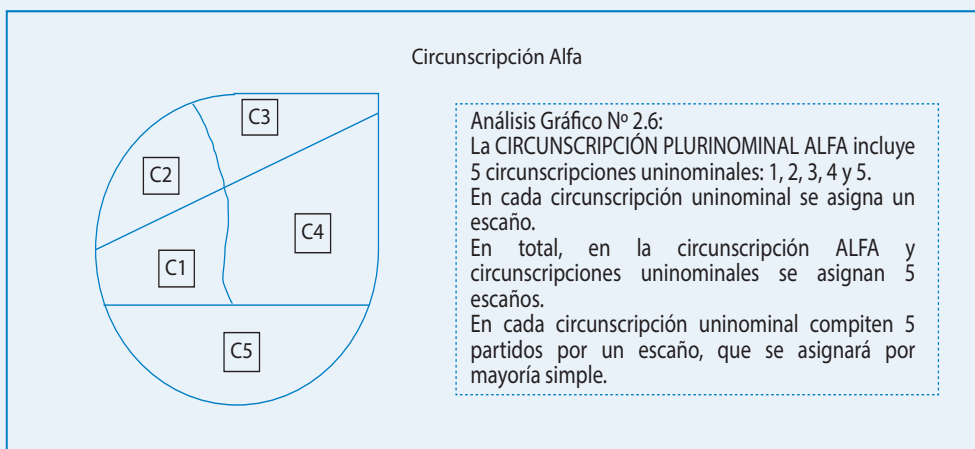 Circunscripción Alfa
C3
C2
C4
C1
C5
Análisis Gráfico Nº 2.6:
La CIRCUNSCRIPCIÓN PLURINOMINAL ALFA incluye
5 circunscripciones uninominales: 1, 2, 3, 4 y 5.
En cada circunscripción uninominal se asigna un
escaño.
En total, en la circunscripción ALFA y
circunscripciones uninominales se asignan 5
escaños.
En cada circunscripción uninominal compiten 5
partidos por un escaño, que se asignará por
mayoría simple.